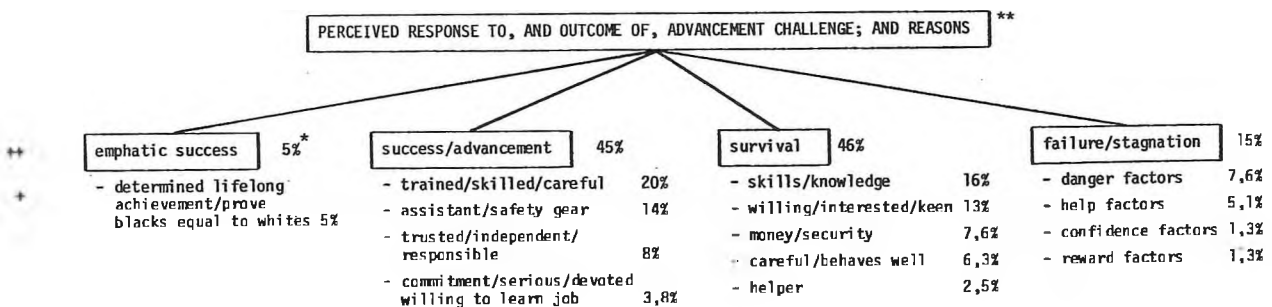 PERCEIVED RESPONSE TO, AND OUTCOME OF, ADVANCEMENT CHALLENGE; AND REASONS **
++ emphatic success 5%*
+ - determined lifelong
achievement/prove
blacks equal to whites 5%
success/advancement 45%
- trained/skilled/careful 20%
- assistant/safety gear 14%
- trusted/independent/
responsible 8%
- commitment/serious/devoted
willing to learn job 3,8%
survival 46%
- skills/knowledge 16%
- willing/interested/keen 13%
- money/security 7,6%
- careful/behaves well 6,3%
- helper 2,5%
failure/stagnation 15%
- danger factors 7,6%
- help factors 5,1%
- confidence factors 1,3%
- reward factors 1,3%